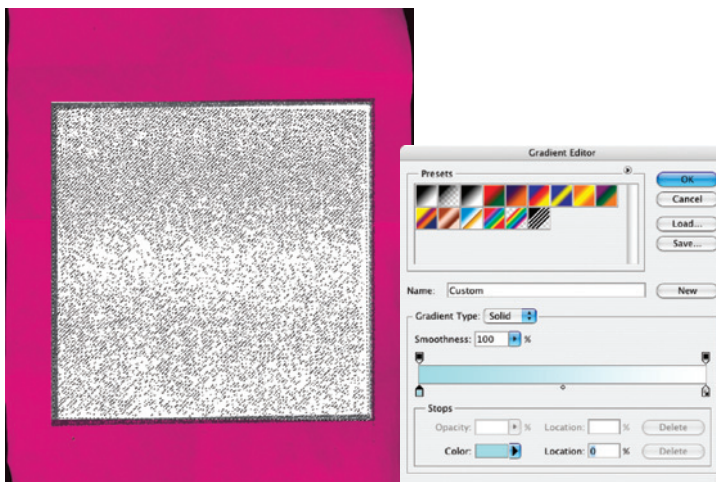 Gradient Editor
Presets
OK
Cancel
Load...
Save...
Name: Custom
New
Gradient Type: Solid
Smoothness: 100 %
Stops
Opacity: % Location: % Delete
Color: Location: 0 % Delete